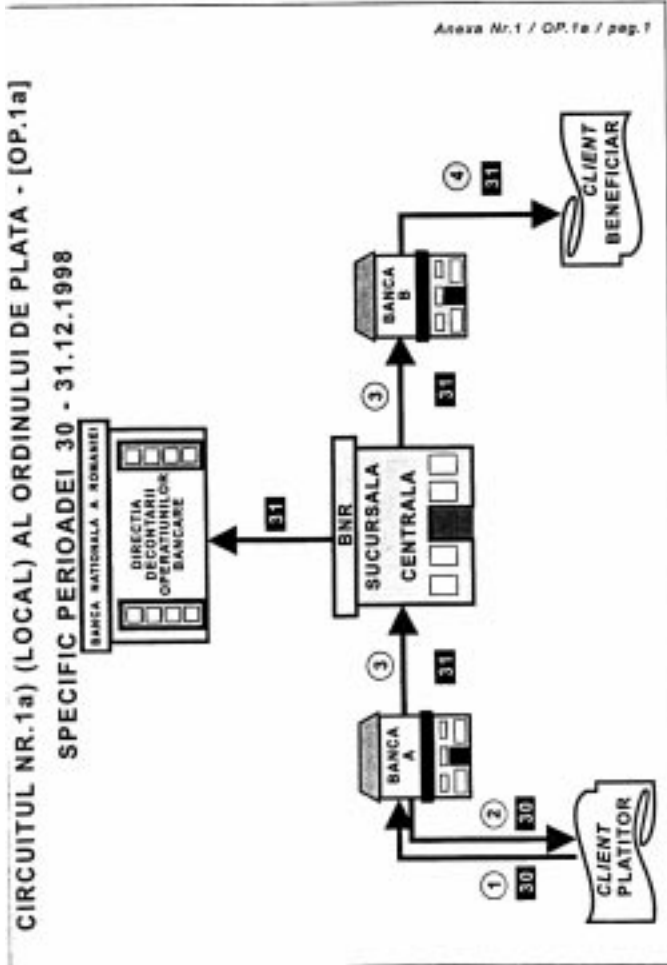 Anexa Nr.1 / OP.1a / pag.1
CIRCUITUL NR.1a) (LOCAL) AL ORDINULUI DE PLATA - [OP.1a]
SPECIFIC PERIOADEI 30 - 31.12.1998
BANCA NATIONALA A ROMANIEI
DIRECTIA
DECONTARII
OPERATIUNILOR
BANCARE
31
BNR
SUCURSALA
CENTRALA
BANCA
A
3
31
BANCA
B
3
31
1
30
2
30
4
31
CLIENT
PLATITOR
CLIENT
BENEFICIAR